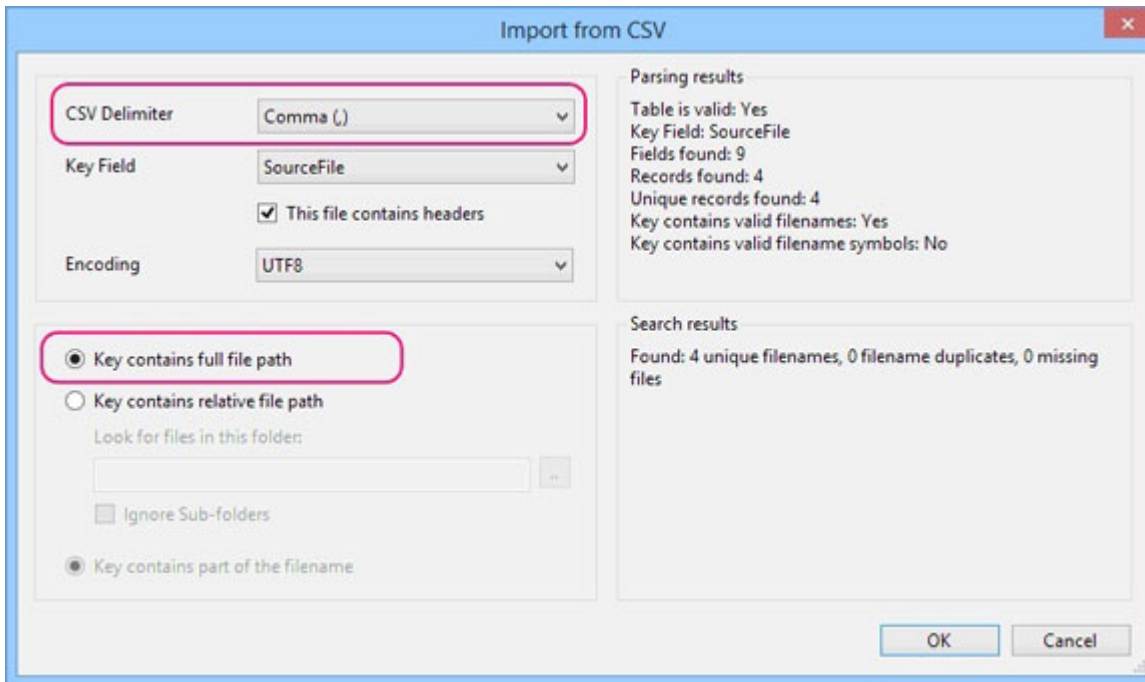 Import from CSV
CSV Delimiter
Comma (,)
Key Field
SourceFile
This file contains headers
Encoding
UTF8
Key contains full file path
Key contains relative file path
Look for files in this folder:
..
Ignore Sub-folders
Key contains part of the filename
Parsing results
Table is valid: Yes
Key Field: SourceFile
Fields found: 9
Records found: 4
Unique records found: 4
Key contains valid filenames: Yes
Key contains valid filename symbols: No
Search results
Found: 4 unique filenames, 0 filename duplicates, 0 missing
files
OK
Cancel